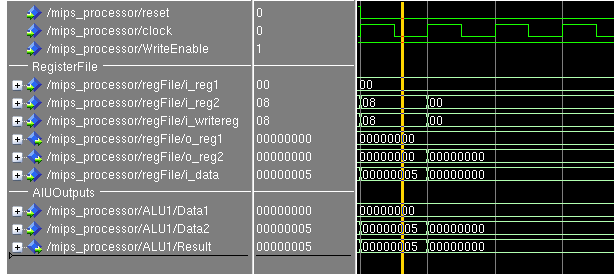 /mips_processor/reset 0
/mips_processor/clock 0
/mips_processor/WriteEnable 1
RegisterFile
/mips_processor/regFile/i_reg1 00 00
/mips_processor/regFile/i_reg2 08 08 00
/mips_processor/regFile/i_writereg 08 08 00
/mips_processor/regFile/o_reg1 00000000 00000000
/mips_processor/regFile/o_reg2 00000000 00000000 00000000
/mips_processor/regFile/i_data 00000005 00000005 00000000
AlUOutputs
/mips_processor/ALU1/Data1 00000000 00000000
/mips_processor/ALU1/Data2 00000005 00000005 00000000
/mips_processor/ALU1/Result 00000005 00000005 00000000